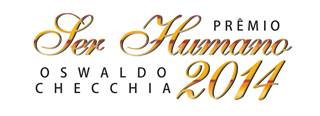 PRÊMIO
Ser Humano
OSWALDO CHECCHIA 2014